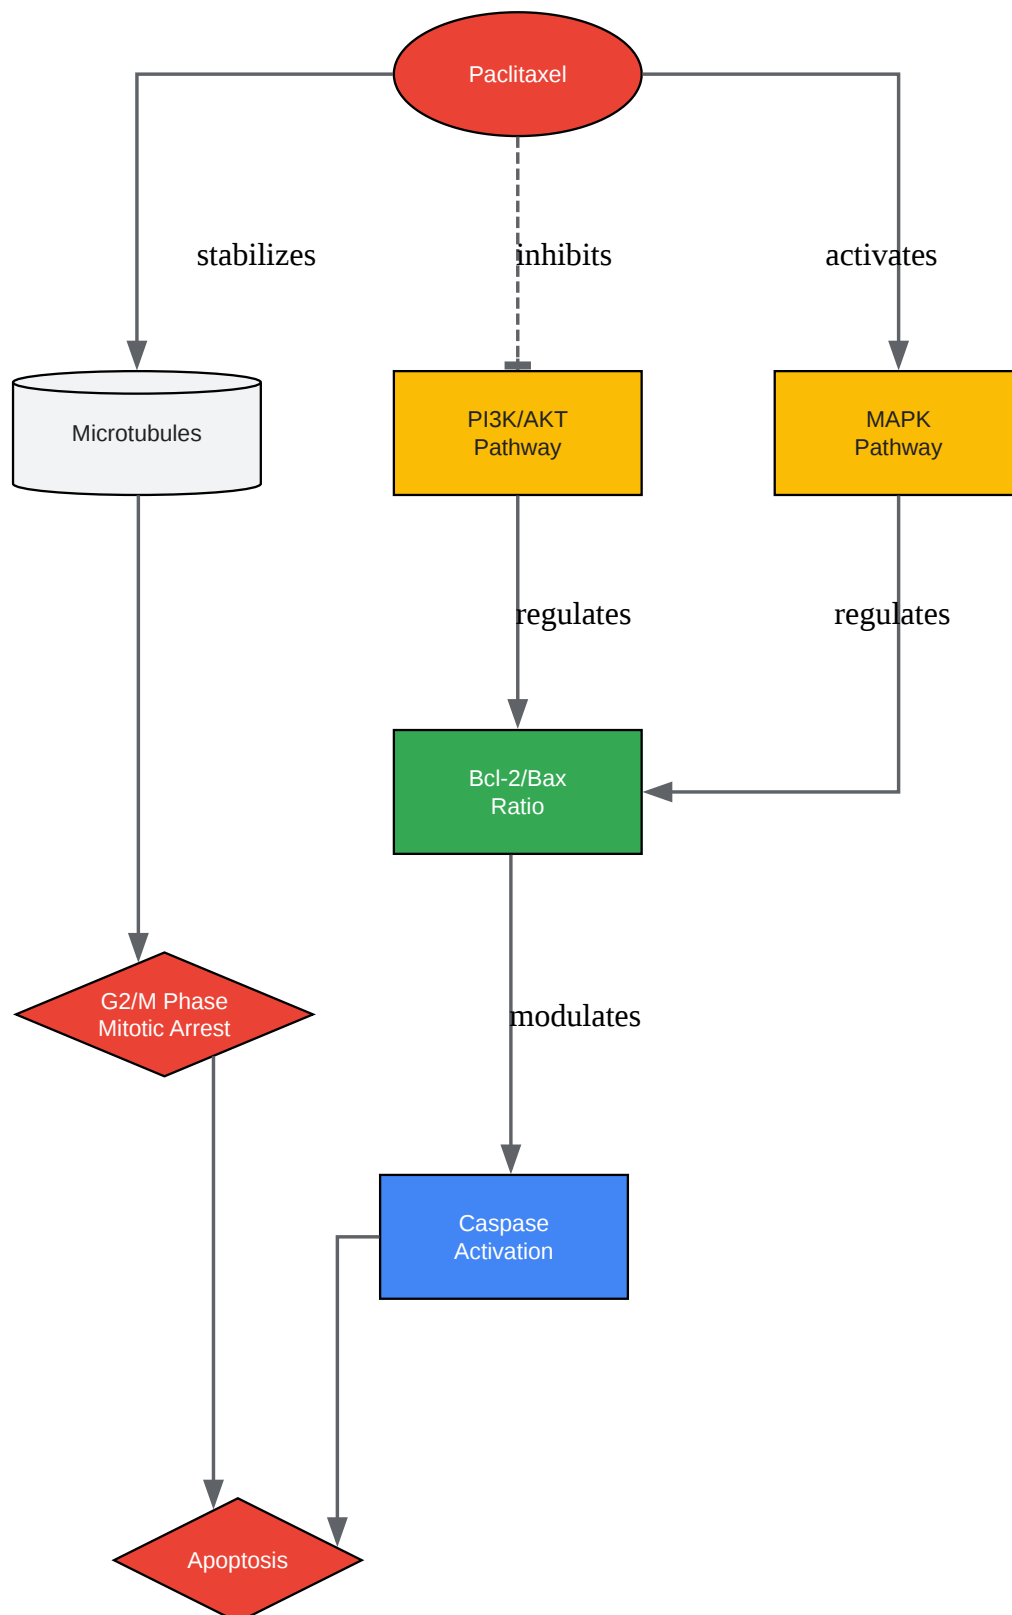 Paclitaxel
stabilizes
inhibits
activates
Microtubules
PI3K/AKT
Pathway
MAPK
Pathway
regulates
regulates
Bcl-2/Bax
Ratio
G2/M Phase
Mitotic Arrest
modulates
Caspase
Activation
Apoptosis